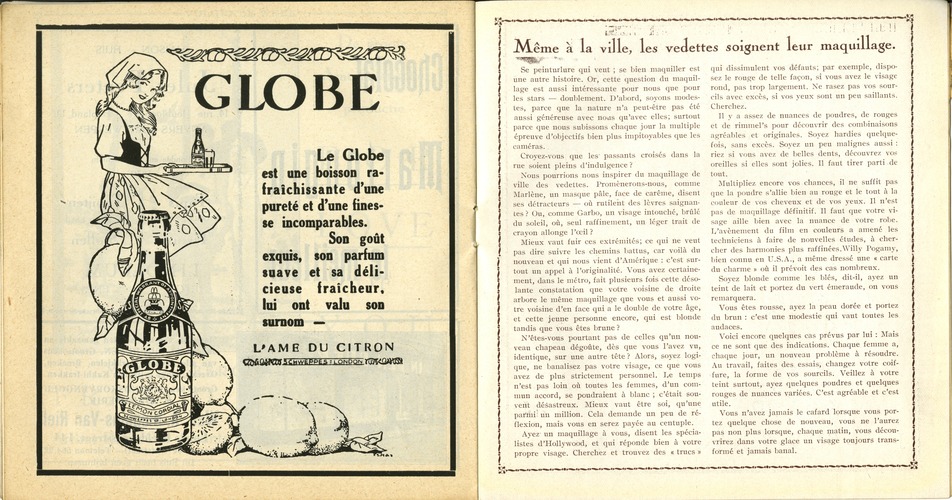 GLOBE
Le Globe
est une boisson ra-
fraîchissante d'une
pureté et d'une fines-
se incomparables.
Son goût
exquis, son parfum
suave et sa déli-
cieuse fraîcheur,
lui ont valu son
surnom —
L'AME DU CITRON
SCHWEPPES LONDON
GLOBE
LEMON CORDIAL
Même à la ville, les vedettes soignent leur maquillage.
Se peinturlure qui veut ; se bien maquiller est
une autre histoire. Or, cette question du maquil-
lage est aussi intéressante pour nous que pour
les stars — doublement. D'abord, soyons modes-
tes, parce que la nature n'a peut-être pas été
aussi généreuse avec nous qu'avec elles; surtout
parce que nous subissons chaque jour la multiple
épreuve d'objectifs bien plus impitoyables que les
caméras.
Croyez-vous que les passants croisés dans la
rue soient pleins d'indulgence ?
Nous pourrions nous inspirer du maquillage de
ville des vedettes. Promènerons-nous, comme
Marlène, un masque pâle, face de carême, disent
ses détracteurs — où rutilent des lèvres saignan-
tes ? Ou, comme Garbo, un visage intouché, brûlé
du soleil, où, seul raffinement, un léger trait de
crayon allonge l'œil ?
Mieux vaut fuir ces extrémités; ce qui ne veut
pas dire suivre les chemins battus, car voilà du
nouveau et qui nous vient d'Amérique : c'est sur-
tout un appel à l'originalité. Vous avez certaine-
ment, dans le métro, fait plusieurs fois cette déso-
lante constatation que votre voisine de droite
arbore le même maquillage que vous et aussi vo-
tre voisine d'en face qui a le double de votre âge,
et cette jeune personne encore, qui est blonde
tandis que vous êtes brune ?
N'êtes-vous pourtant pas de celles qu'un nou-
veau chapeau dégoûte, dès que vous l'avez vu,
identique, sur une autre tête ? Alors, soyez logi-
que, ne banalisez pas votre visage, ce que vous
avez de plus strictement personnel. Le temps
n'est pas loin où toutes les femmes, d'un com-
mun accord, se poudraient à blanc ; c'était sou-
vent désastreux. Mieux vaut être soi, qu'une
parmi un million. Cela demande un peu de ré-
flexion, mais vous en serez payée au centuple.
Ayez un maquillage à vous, disent les spécia-
listes d'Hollywood, et qui réponde bien à votre
propre visage. Cherchez et trouvez des « trucs »
qui dissimulent vos défauts; par exemple, dispo-
sez le rouge de telle façon, si vous avez le visage
rond, pas trop largement. Ne rasez pas vos sour-
cils avec excès, si vos yeux sont un peu saillants.
Cherchez.
Il y a assez de nuances de poudres, de rouges
et de rimmel's pour découvrir des combinaisons
agréables et originales. Soyez hardies quelque-
fois, sans excès. Soyez un peu malignes aussi :
riez si vous avez de belles dents, découvrez vos
oreilles si elles sont jolies. Il faut tirer parti de
tout.
Multipliez encore vos chances, il ne suffit pas
que la poudre s'allie bien au rouge et le tout à la
couleur de vos cheveux et de vos yeux. Il n'est
pas de maquillage définitif. Il faut que votre vi-
sage aille bien avec la nuance de votre robe.
L'avènement du film en couleurs a amené les
techniciens à faire de nouvelles études, à cher-
cher des harmonies plus raffinées. Willy Pogamy,
bien connu en U.S.A., a même dressé une « carte
du charme » où il prévoit des cas nombreux.
Soyez blonde comme les blés, dit-il, ayez un
teint de lait et portez du vert émeraude, on vous
remarquera.
Vous êtes rousse, ayez la peau dorée et portez
du brun : c'est une modestie qui vaut toutes les
audaces.
Voici encore quelques cas prévus par lui : Mais
ce ne sont que des indications. Chaque femme a,
chaque jour, un nouveau problème à résoudre.
Au travail, faites des essais, changez votre coif-
fure, la forme de vos sourcils. Veillez à votre
teint surtout, ayez quelques poudres et quelques
rouges de nuances variées. C'est agréable et c'est
utile.
Vous n'avez jamais le cafard lorsque vous por-
tez quelque chose de nouveau, vous ne l'aurez
pas non plus lorsque, chaque matin, vous décou-
vrirez dans votre glace un visage toujours trans-
formé et jamais banal.